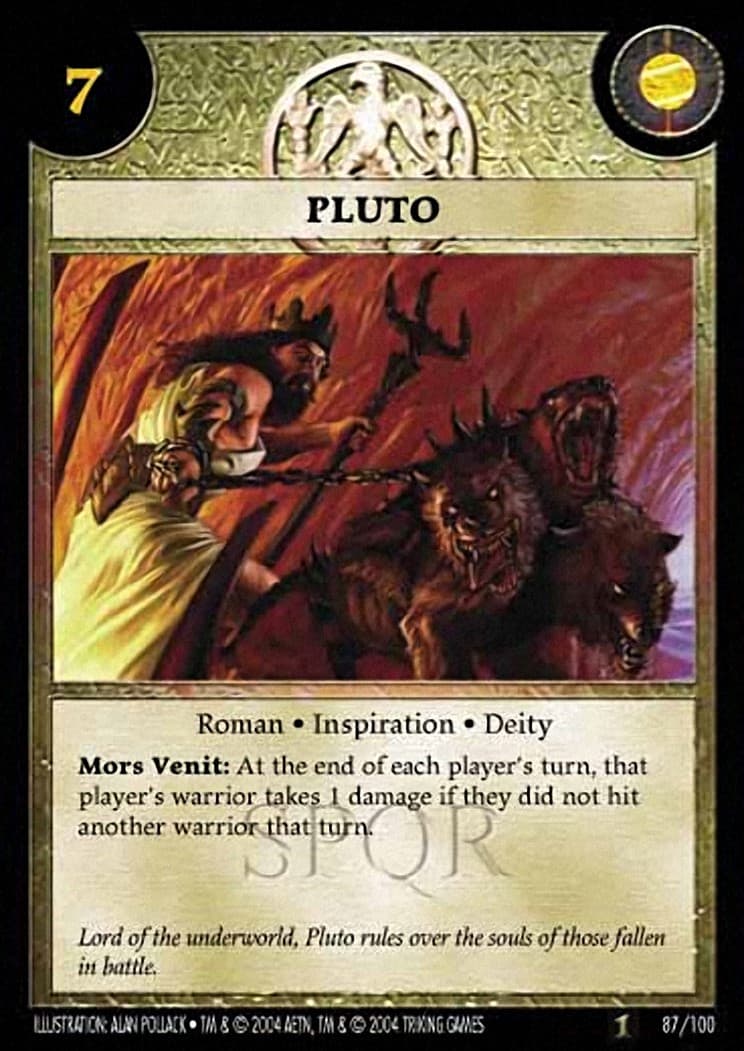 7
PLUTO
Roman • Inspiration • Deity
Mors Venit: At the end of each player's turn, that
player's warrior takes 1 damage if they did not hit
another warrior that turn.
SPQR
Lord of the underworld, Pluto rules over the souls of those fallen
in battle.
ILLUSTRATION: ALAN POLLACK • TM & © 2004 AETN, TM & © 2004 TRIKING GAMES 1 87/100